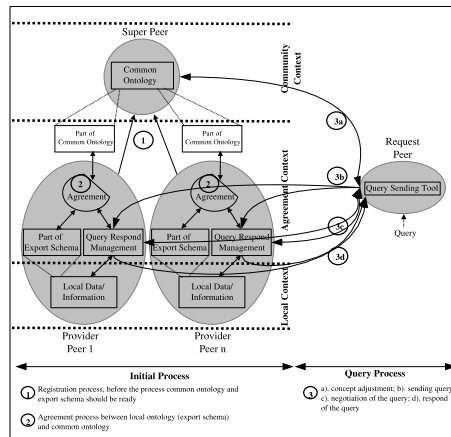 Super Peer
Common
Ontology
Community
Context
3a
Part of
Common Ontology
Part of
Common Ontology
1
Request
Peer
Agreement Context
2
Agreement
2
Agreement
3b
Query Sending Tool
Part of
Export Schema
Query Respond
Management
Part of
Export Schema
Query Respond
Management
3c
Query
3d
Local Context
Local Data/
Information
Local Data/
Information
Provider
Peer 1
Provider
Peer n
Initial Process
Query Process
1 Registration process, before the process common ontology and
export schema should be ready
2 Agreement process between local ontology (export schema)
and common ontology
3 a). concept adjustment; b). sending query
c). negotiation of the query; d). respond
of the query